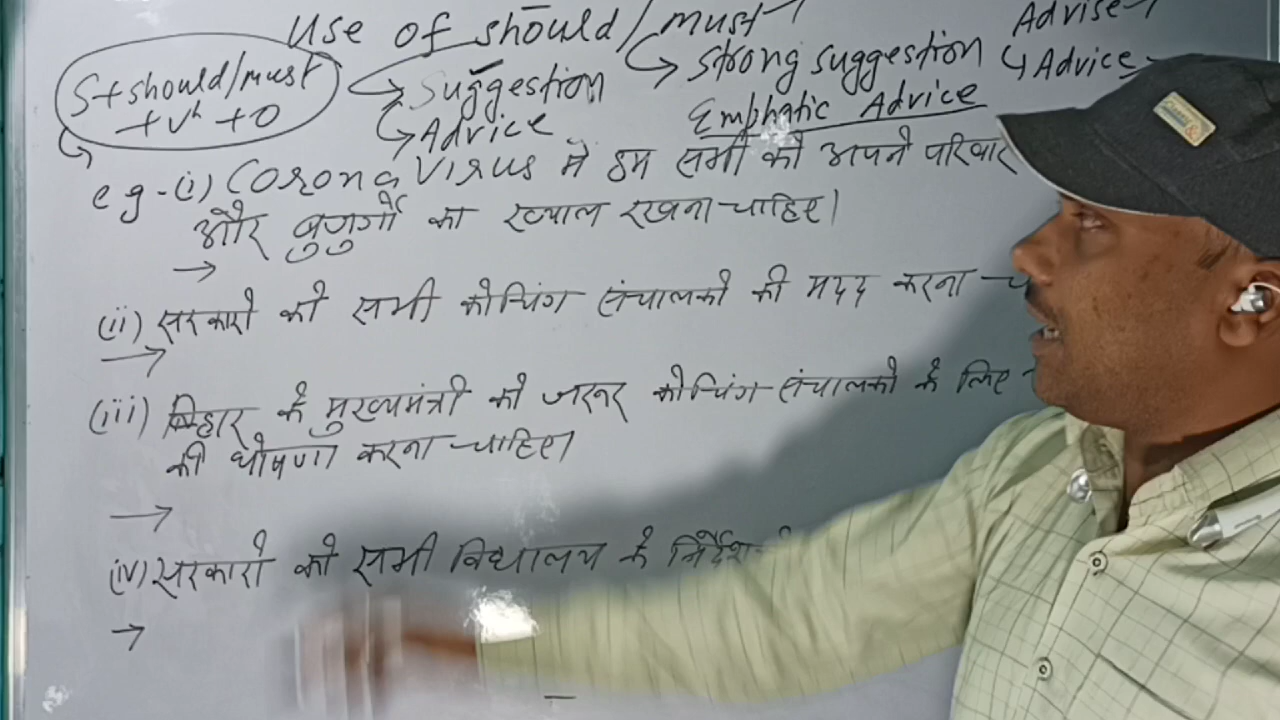 Use of should/must
Advise
S+should/must
+V¹+O
Suggestion
Advice
Strong suggestion
Emphatic Advice
Advice
eg-(i) Corona Virus में हम सभी को अपने परिवार
और बुजुर्गों का ख्याल रखना चाहिए।
(ii) सरकारों को सभी कोचिंग संचालकों की मदद करना
(iii) बिहार के मुख्यमंत्री को जरूर कोचिंग संचालकों के लिए
की घोषणा करना चाहिए।
(iv) सरकारों को सभी विद्यालय के